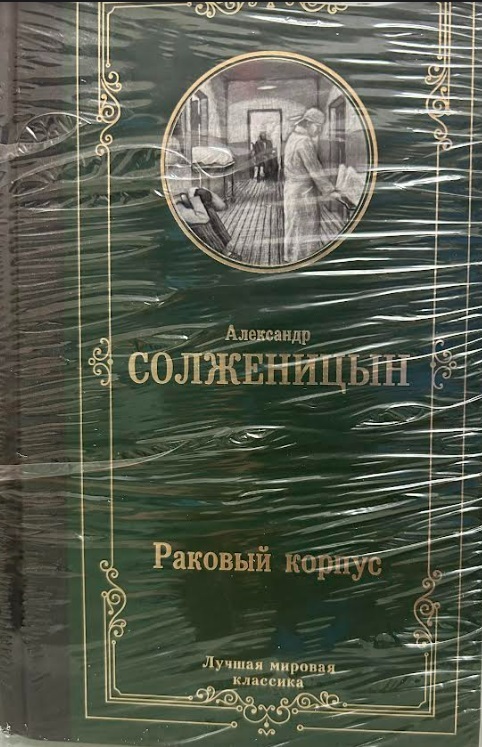 Александр
СОЛЖЕНИЦЫН
Раковый корпус
Лучшая мировая
классика